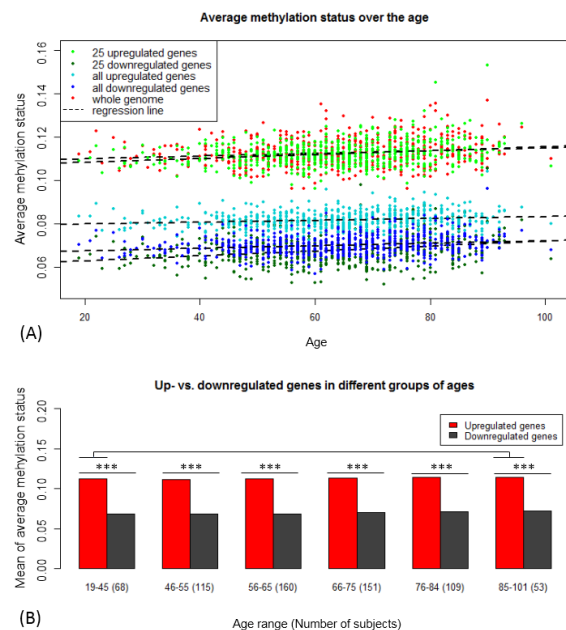 Average methylation status over the age
Average mehylation status
0.16
0.14
0.12
0.10
0.08
0.06
25 upregulated genes
25 downregulated genes
all upregulated genes
all downregulated genes
whole genome
regression line
20 40 60 80 100
(A)
Age
Up- vs. downregulated genes in different groups of ages
Mean of average mehylation status
0.20
0.15
0.10
0.05
0.00
Upregulated genes
Downregulated genes
*** *** *** *** *** ***
19-45 (68) 46-55 (115) 56-65 (160) 66-75 (151) 76-84 (109) 85-101 (53)
(B)
Age range (Number of subjects)